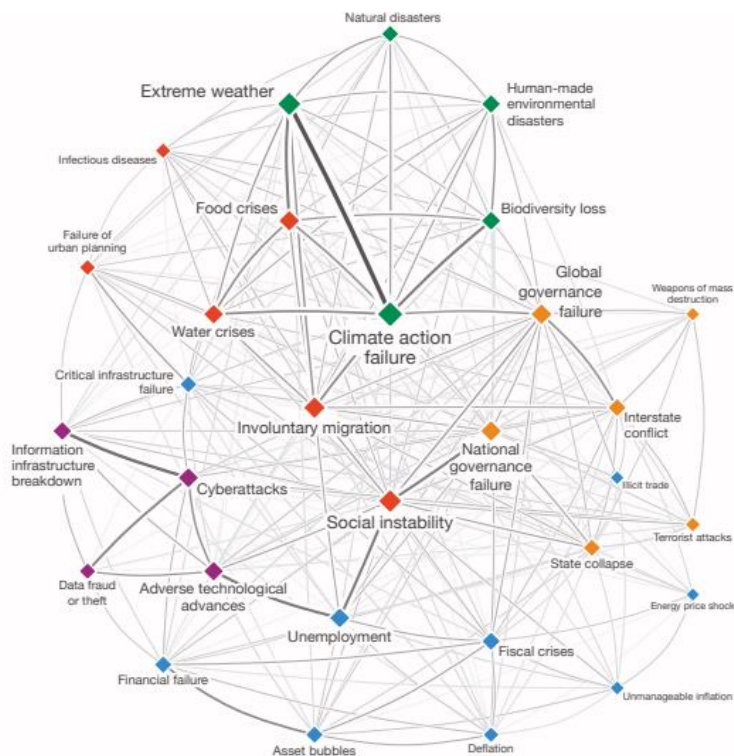 Natural disasters
Extreme weather
Human-made
environmental
disasters
Infectious diseases
Food crises
Biodiversity loss
Failure of
urban planning
Global
governance
failure
Weapons of mass
destruction
Water crises
Climate action
failure
Critical infrastructure
failure
Involuntary migration
Interstate
conflict
Information
infrastructure
breakdown
National
governance
failure
Cyberattacks
Illicit trade
Social instability
Terrorist attacks
State collapse
Data fraud
or theft
Adverse technological
advances
Energy price shock
Unemployment
Fiscal crises
Financial failure
Unmanageable inflation
Asset bubbles
Deflation